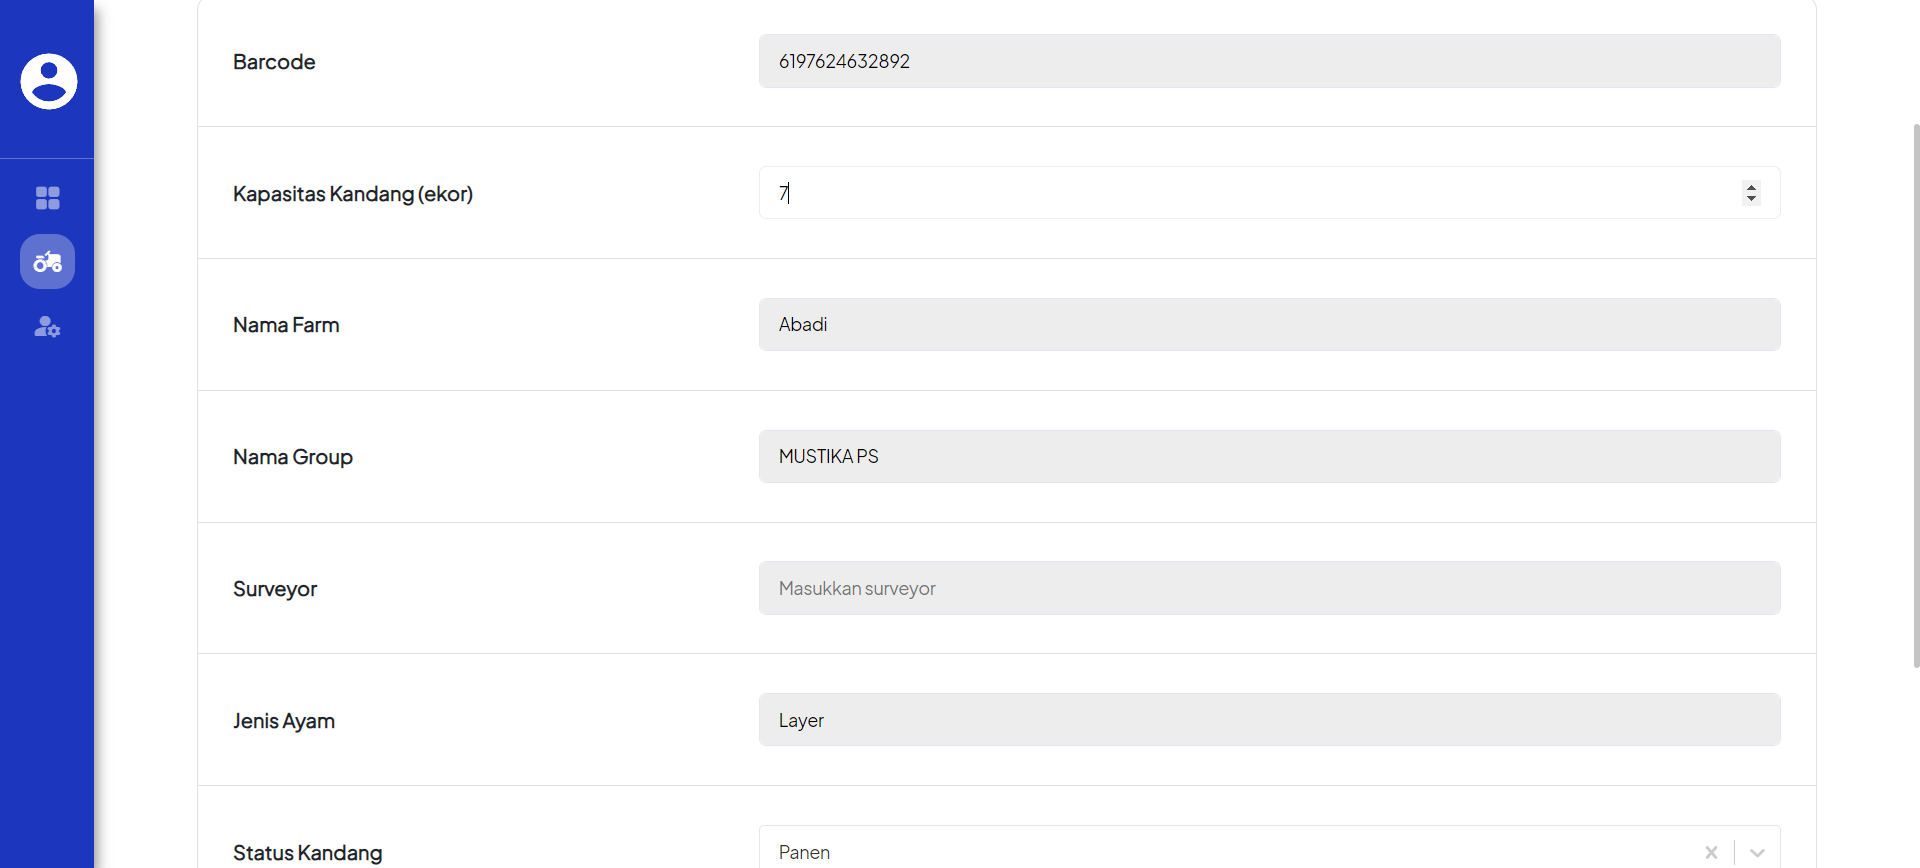 Barcode
6197624632892
Kapasitas Kandang (ekor)
7
Nama Farm
Abadi
Nama Group
MUSTIKA PS
Surveyor
Masukkan surveyor
Jenis Ayam
Layer
Status Kandang
Panen